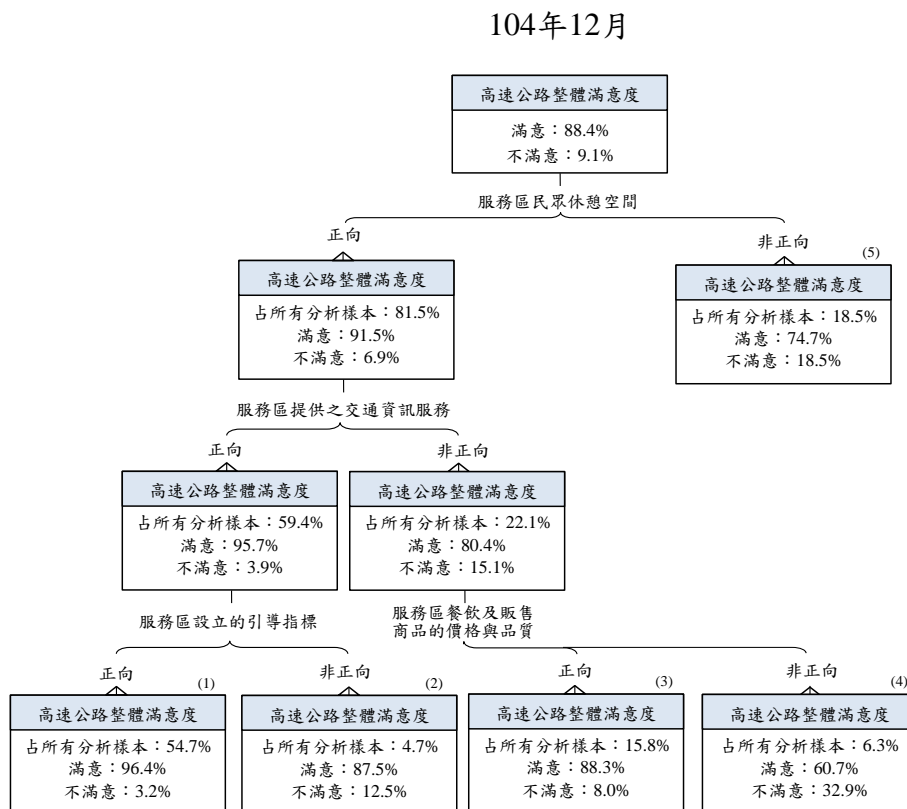 104年12月
高速公路整體滿意度
滿意：88.4%
不滿意：9.1%
服務區民眾休憩空間
正向
高速公路整體滿意度
占所有分析樣本：81.5%
滿意：91.5%
不滿意：6.9%
非正向
(5)
高速公路整體滿意度
占所有分析樣本：18.5%
滿意：74.7%
不滿意：18.5%
服務區提供之交通資訊服務
正向
高速公路整體滿意度
占所有分析樣本：59.4%
滿意：95.7%
不滿意：3.9%
非正向
高速公路整體滿意度
占所有分析樣本：22.1%
滿意：80.4%
不滿意：15.1%
服務區設立的引導指標
正向
(1)
高速公路整體滿意度
占所有分析樣本：54.7%
滿意：96.4%
不滿意：3.2%
非正向
(2)
高速公路整體滿意度
占所有分析樣本：4.7%
滿意：87.5%
不滿意：12.5%
服務區餐飲及販售
商品的價格與品質
正向
(3)
高速公路整體滿意度
占所有分析樣本：15.8%
滿意：88.3%
不滿意：8.0%
非正向
(4)
高速公路整體滿意度
占所有分析樣本：6.3%
滿意：60.7%
不滿意：32.9%